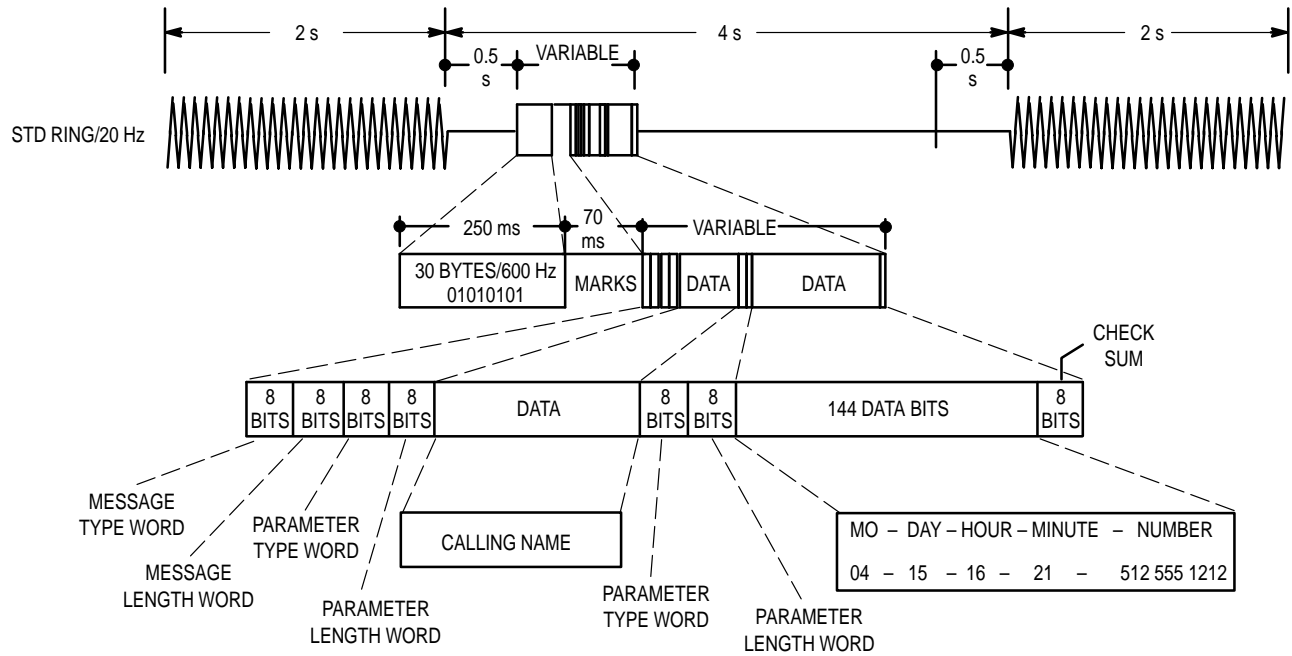 2 s
4 s
2 s
0.5
s
VARIABLE
0.5
s
STD RING/20 Hz
250 ms
70
ms
VARIABLE
30 BYTES/600 Hz
01010101
MARKS
DATA
DATA
CHECK
SUM
8
BITS
8
BITS
8
BITS
8
BITS
DATA
8
BITS
8
BITS
144 DATA BITS
8
BITS
MESSAGE
TYPE WORD
MESSAGE
LENGTH WORD
PARAMETER
TYPE WORD
PARAMETER
LENGTH WORD
CALLING NAME
PARAMETER
TYPE WORD
PARAMETER
LENGTH WORD
MO – DAY – HOUR – MINUTE – NUMBER
04 – 15 – 16 – 21 – 512 555 1212